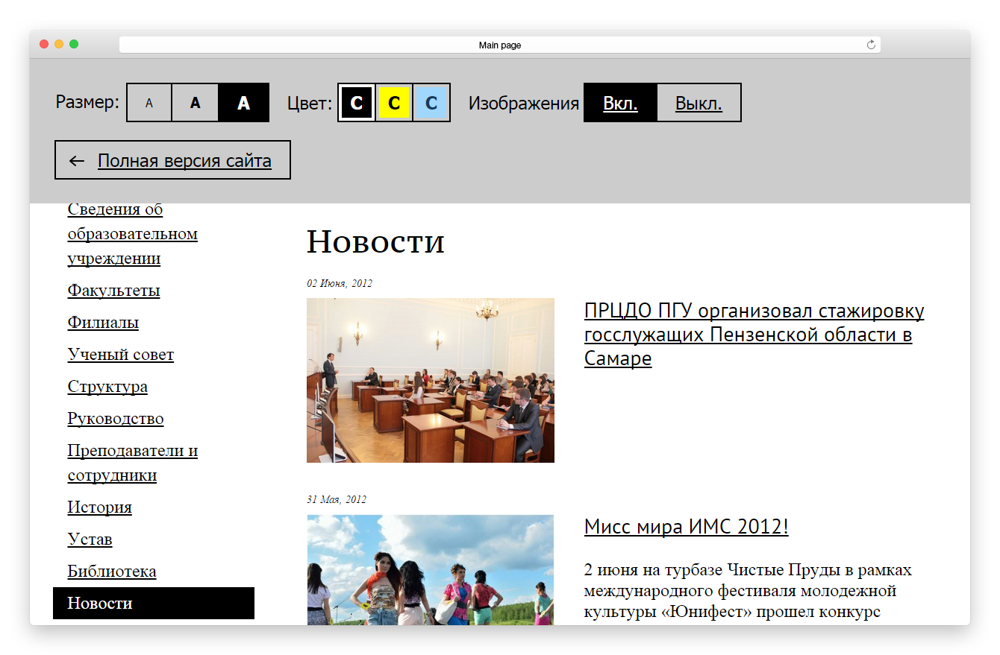 Main page
Размер: A A A Цвет: C C C Изображения Вкл. Выкл.
← Полная версия сайта
Сведения об
образовательном
учреждении
Факультеты
Филиалы
Ученый совет
Структура
Руководство
Преподаватели и
сотрудники
История
Устав
Библиотека
Новости
Новости
02 Июня, 2012
ПРЦДО ПГУ организовал стажировку
госслужащих Пензенской области в
Самаре
31 Мая, 2012
Мисс мира ИМС 2012!
2 июня на турбазе Чистые Пруды в рамках
международного фестиваля молодежной
культуры «Юнифест» прошел конкурс